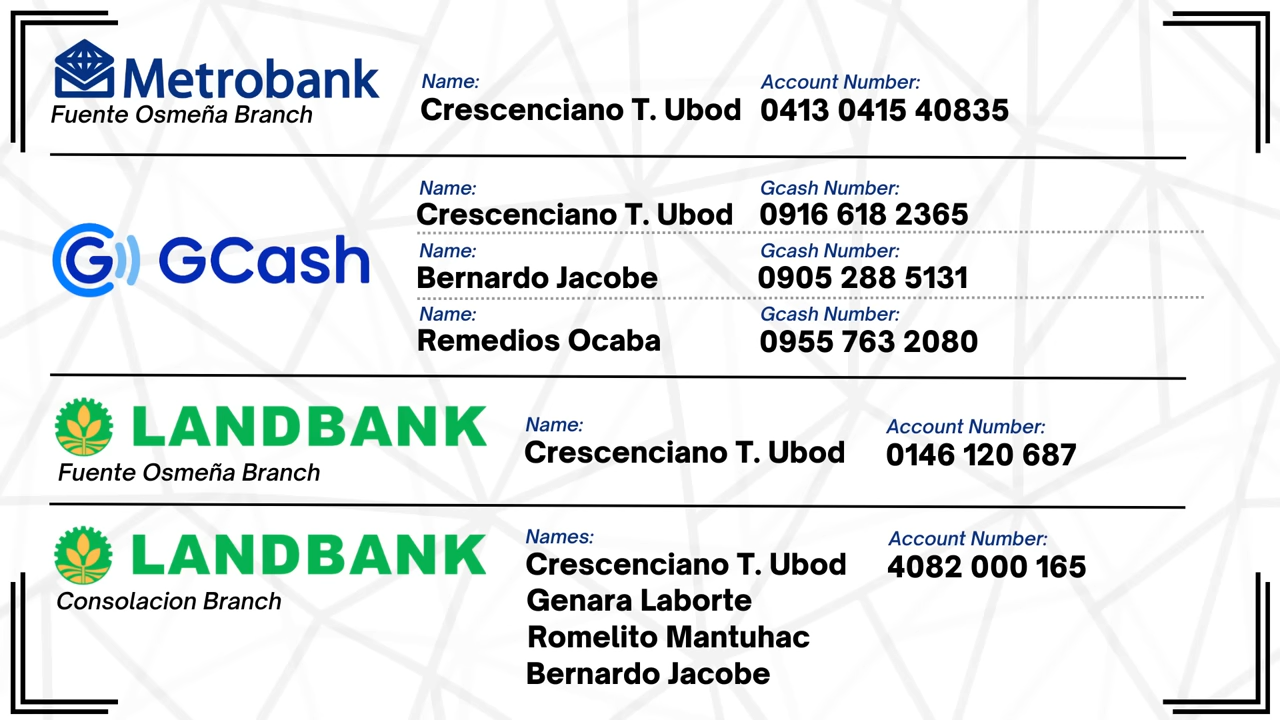 Metrobank
Fuente Osmeña Branch
Name:
Crescenciano T. Ubod
Account Number:
0413 0415 40835
GCash
Name:
Crescenciano T. Ubod
Gcash Number:
0916 618 2365
Name:
Bernardo Jacobe
Gcash Number:
0905 288 5131
Name:
Remedios Ocaba
Gcash Number:
0955 763 2080
LANDBANK
Fuente Osmeña Branch
Name:
Crescenciano T. Ubod
Account Number:
0146 120 687
LANDBANK
Consolacion Branch
Names:
Crescenciano T. Ubod
Genara Laborte
Romelito Mantuhac
Bernardo Jacobe
Account Number:
4082 000 165